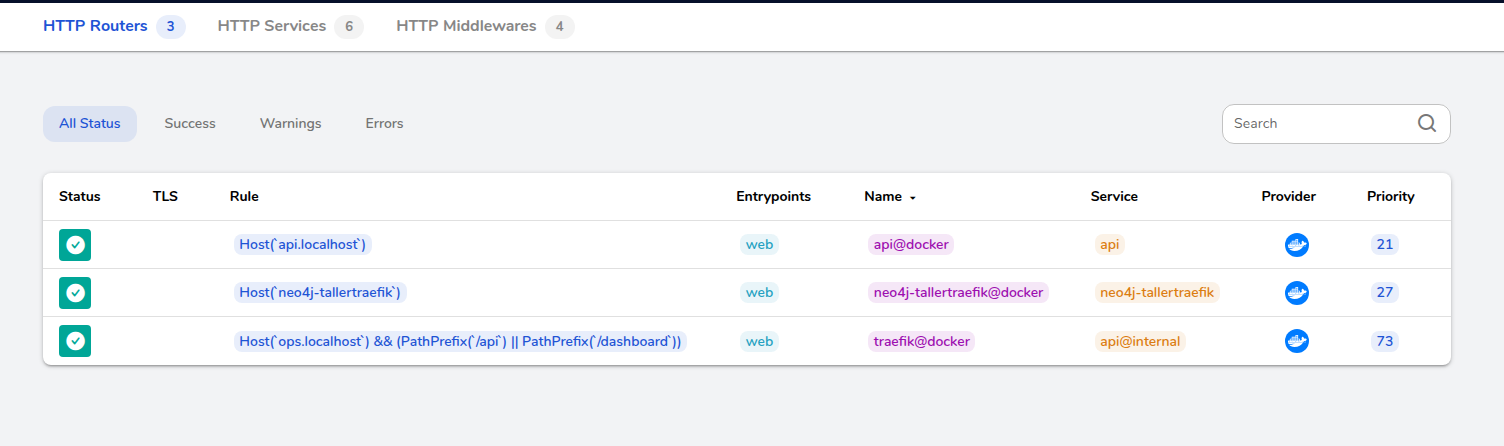 HTTP Routers 3 HTTP Services 6 HTTP Middlewares 4
All Status Success Warnings Errors Search
Status TLS Rule Entrypoints Name Service Provider Priority
Host(`api.localhost`) web api@docker api 21
Host(`neo4j-tallertraefik`) web neo4j-tallertraefik@docker neo4j-tallertraefik 27
Host(`ops.localhost`) && (PathPrefix(`/api`) || PathPrefix(`/dashboard`)) web traefik@docker api@internal 73